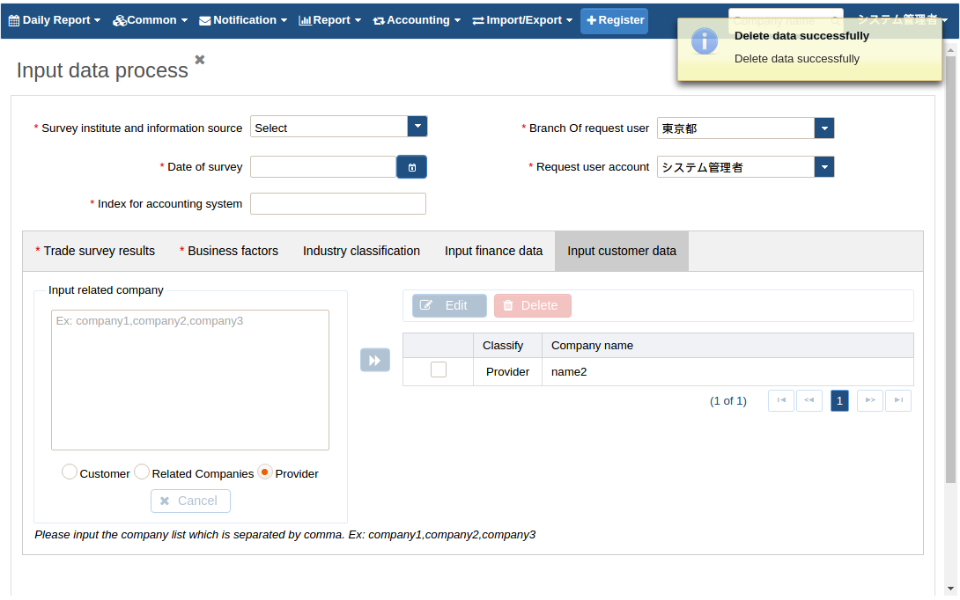 Daily Report Common Notification Report Accounting Import/Export Register Company name システム管理者
Delete data successfully
Delete data successfully
Input data process
* Survey institute and information source Select * Branch Of request user 東京都
* Date of survey * Request user account システム管理者
* Index for accounting system
* Trade survey results * Business factors Industry classification Input finance data Input customer data
Input related company
Ex: company1,company2,company3
Edit Delete
Classify Company name
Provider name2
(1 of 1) 1
Customer Related Companies Provider
Cancel
Please input the company list which is separated by comma. Ex: company1,company2,company3